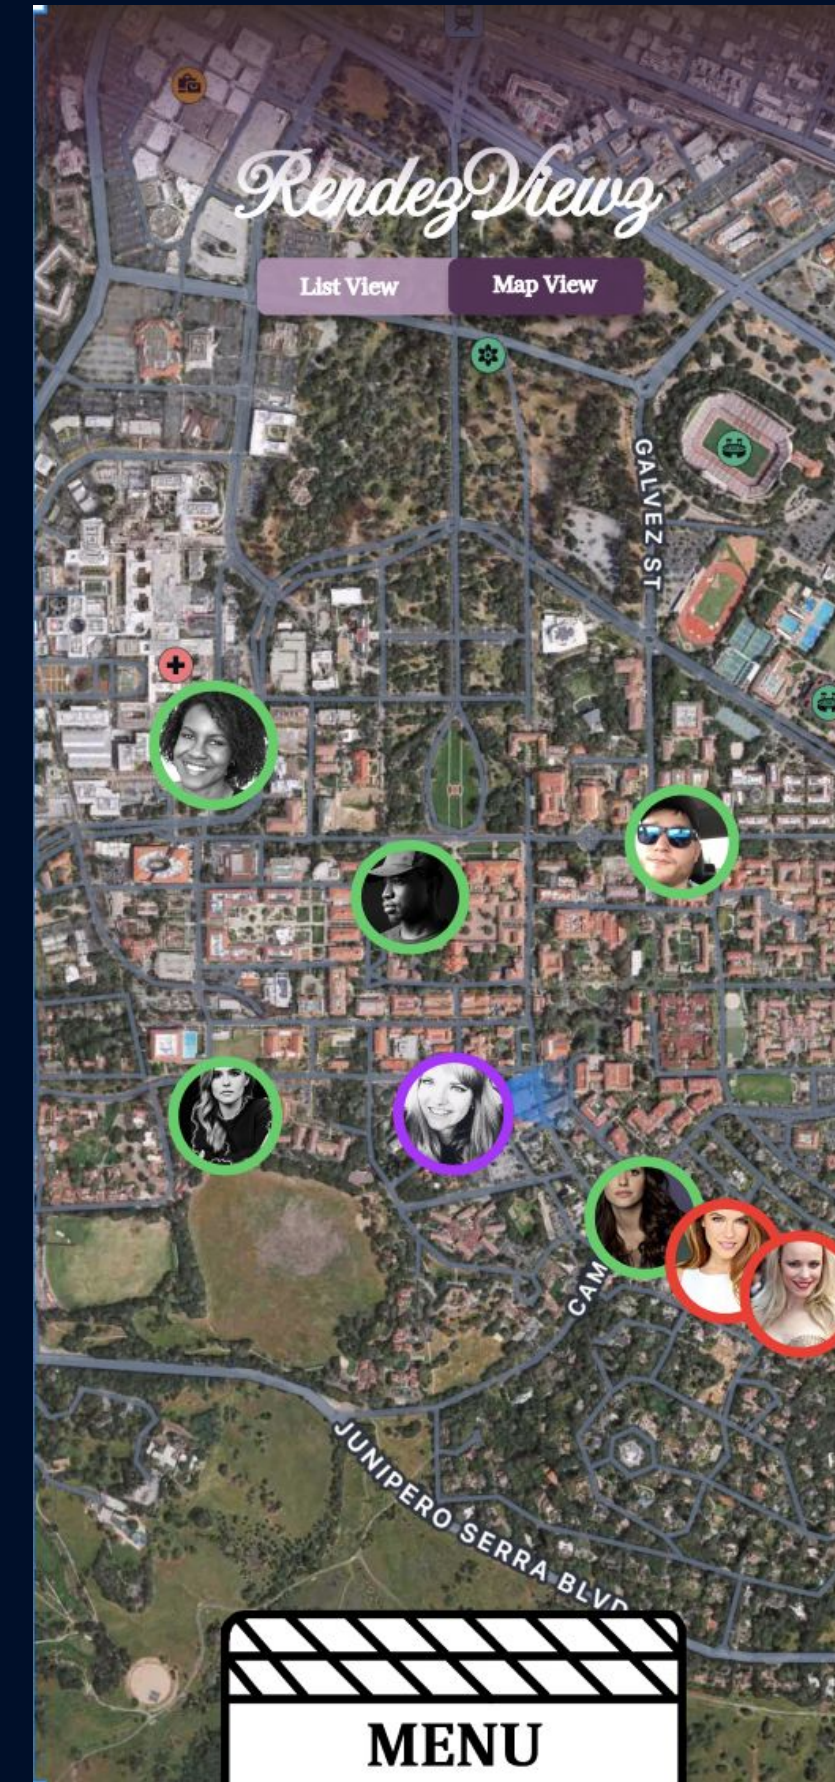 RendezViewz
List View
Map View
GALVEZ ST
CAM
JUNIPERO SERRA BLVD
MENU